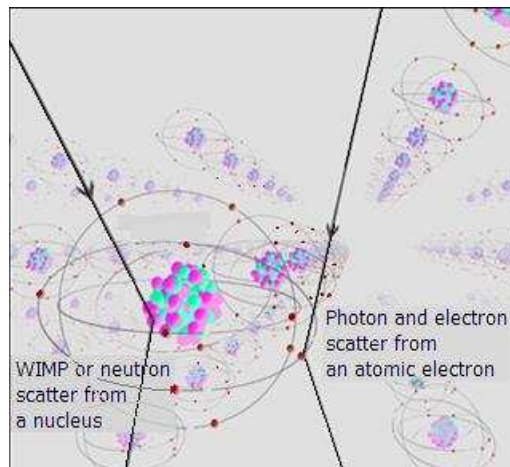 WIMP or neutron
scatter from
a nucleus
Photon and electron
scatter from
an atomic electron